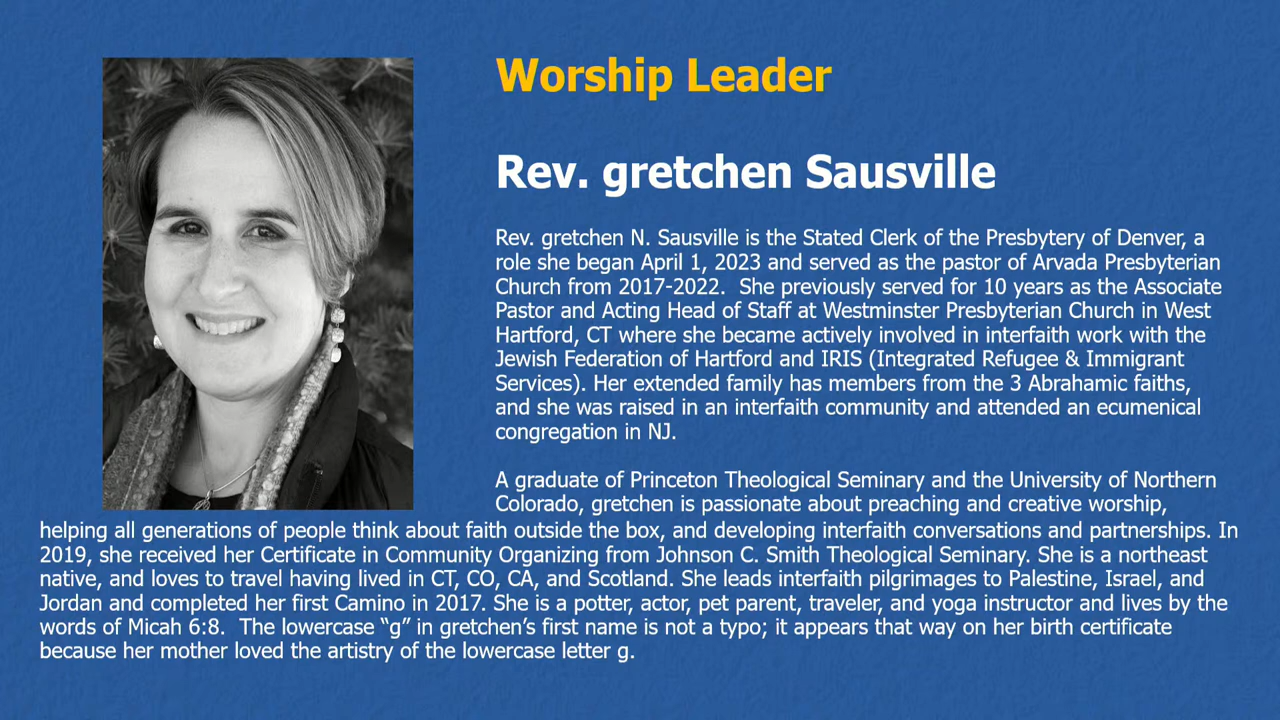 Worship Leader
Rev. gretchen Sausville
Rev. gretchen N. Sausville is the Stated Clerk of the Presbytery of Denver, a
role she began April 1, 2023 and served as the pastor of Arvada Presbyterian
Church from 2017-2022.  She previously served for 10 years as the Associate
Pastor and Acting Head of Staff at Westminster Presbyterian Church in West
Hartford, CT where she became actively involved in interfaith work with the
Jewish Federation of Hartford and IRIS (Integrated Refugee & Immigrant
Services). Her extended family has members from the 3 Abrahamic faiths,
and she was raised in an interfaith community and attended an ecumenical
congregation in NJ.
A graduate of Princeton Theological Seminary and the University of Northern
Colorado, gretchen is passionate about preaching and creative worship,
helping all generations of people think about faith outside the box, and developing interfaith conversations and partnerships. In
2019, she received her Certificate in Community Organizing from Johnson C. Smith Theological Seminary. She is a northeast
native, and loves to travel having lived in CT, CO, CA, and Scotland. She leads interfaith pilgrimages to Palestine, Israel, and
Jordan and completed her first Camino in 2017. She is a potter, actor, pet parent, traveler, and yoga instructor and lives by the
words of Micah 6:8.  The lowercase “g” in gretchen’s first name is not a typo; it appears that way on her birth certificate
because her mother loved the artistry of the lowercase letter g.